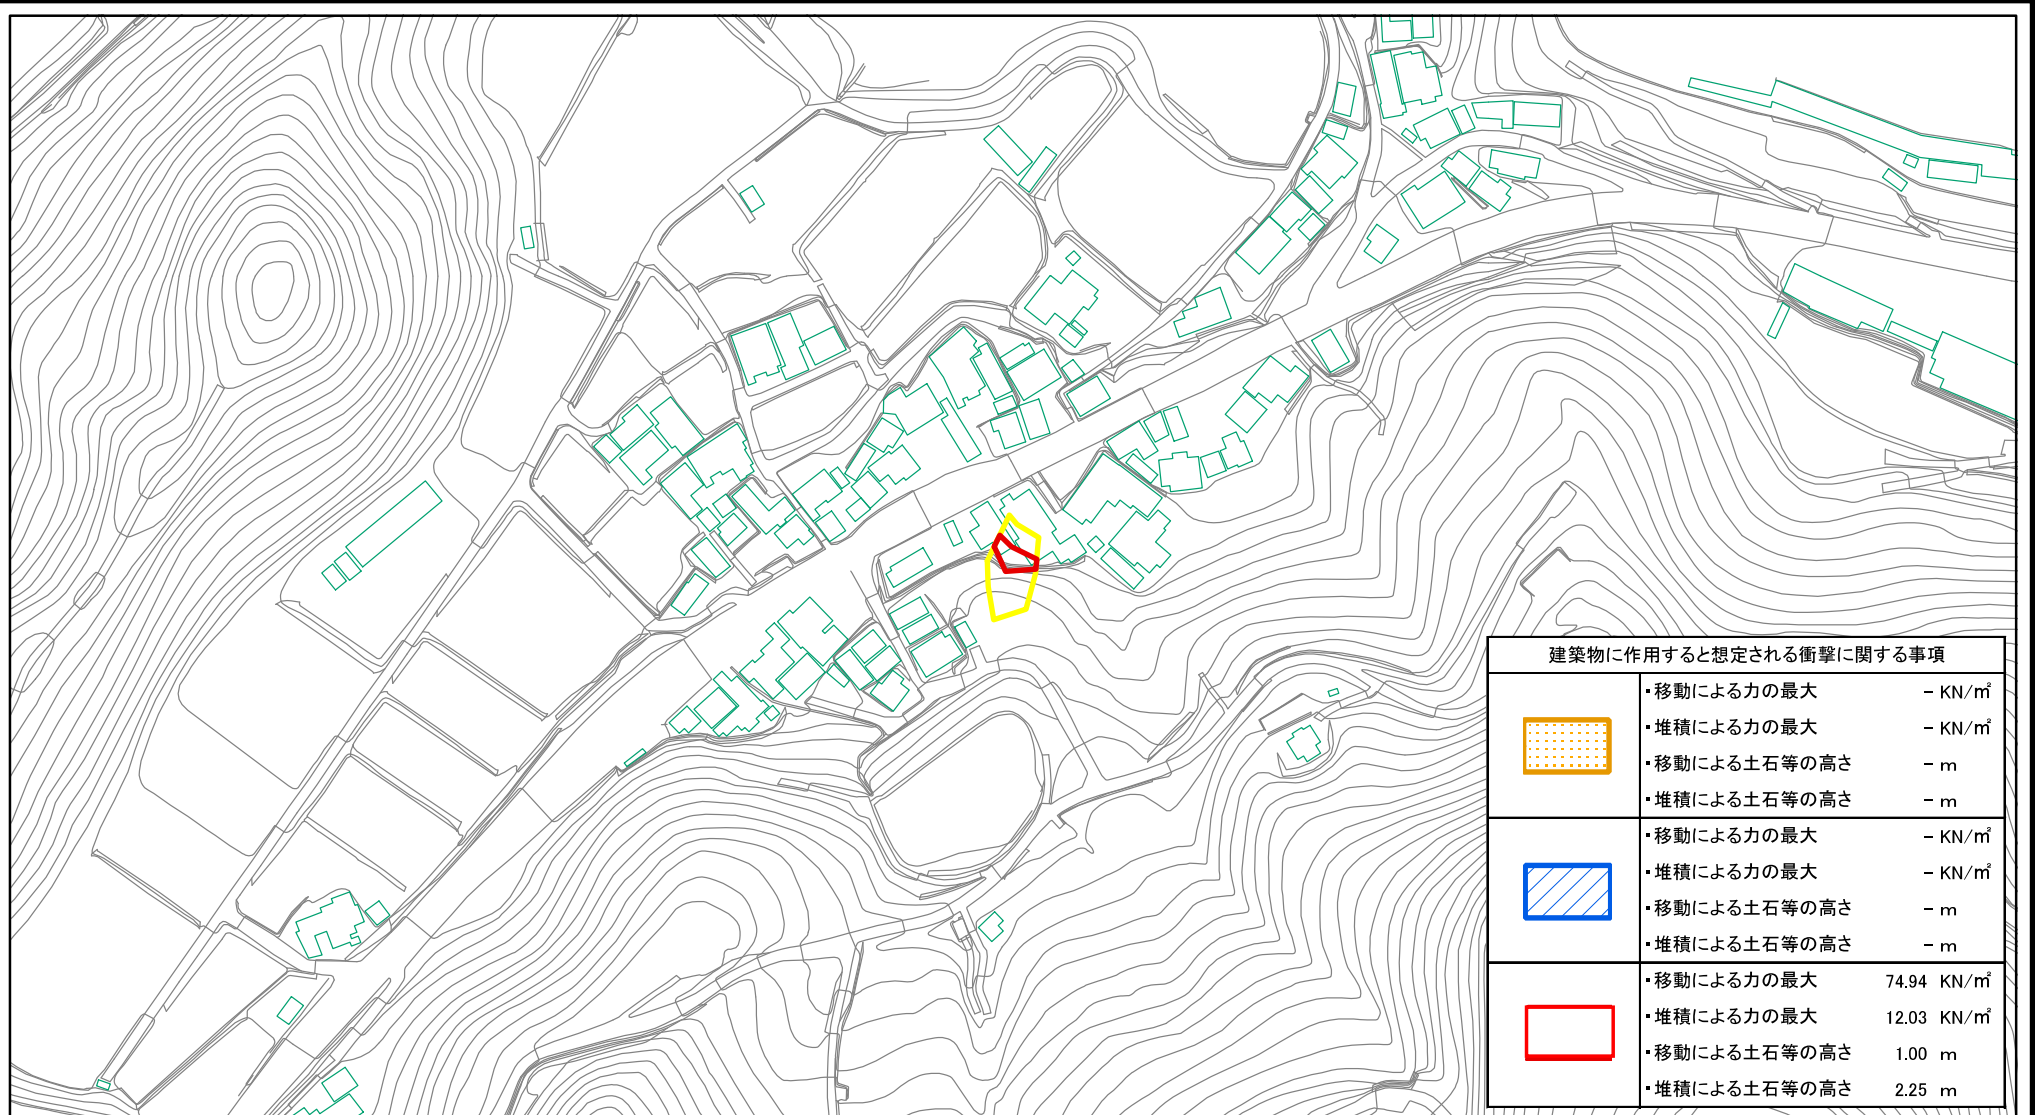 建築物に作用すると想定される衝撃に関する事項
・移動による力の最大 － KN/㎡
・堆積による力の最大 － KN/㎡
・移動による土石等の高さ － m
・堆積による土石等の高さ － m
・移動による力の最大 － KN/㎡
・堆積による力の最大 － KN/㎡
・移動による土石等の高さ － m
・堆積による土石等の高さ － m
・移動による力の最大 74.94 KN/㎡
・堆積による力の最大 12.03 KN/㎡
・移動による土石等の高さ 1.00 m
・堆積による土石等の高さ 2.25 m